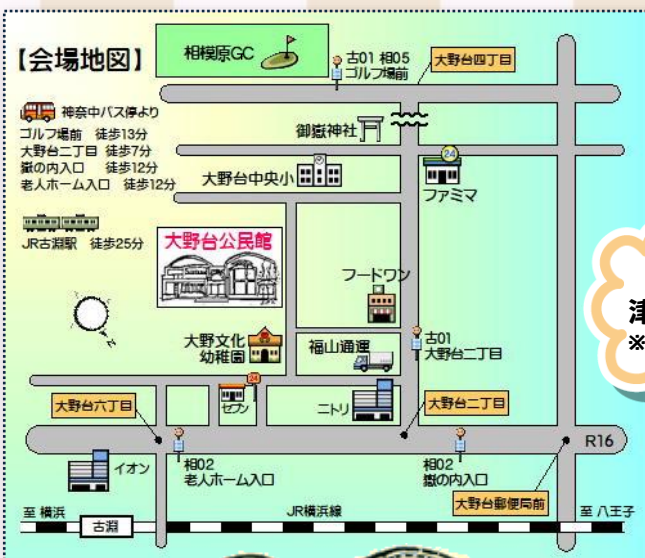 【会場地図】
相模原GC
古01 相05
ゴルフ場前
大野台四丁目
神奈中バス停より
ゴルフ場前 徒歩13分
大野台二丁目 徒歩7分
嶽の内入口 徒歩12分
老人ホーム入口 徒歩12分
御嶽神社
24
ファミマ
大野台中央小
JR古淵駅 徒歩25分
大野台公民館
フードワン
大野文化
幼稚園
福山通運
古01
大野台二丁目
24
セブン
ニトリ
大野台六丁目
大野台二丁目
R16
イオン
相02
老人ホーム入口
相02
嶽の内入口
大野台郵便局前
至 横浜
古淵
JR横浜線
至 八王子
津
※